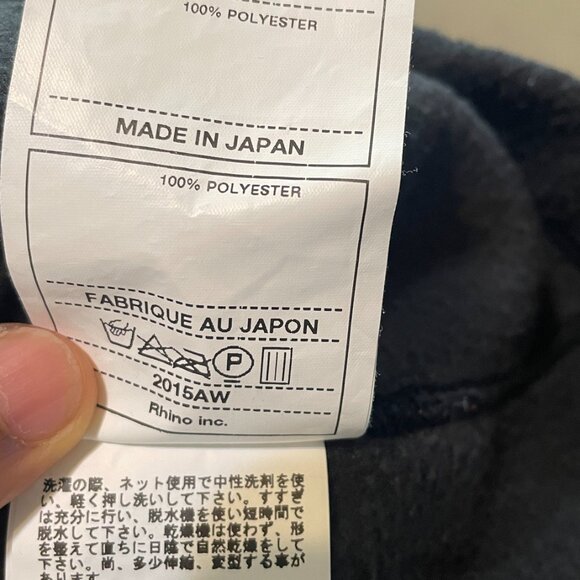 100% POLYESTER
MADE IN JAPAN
100% POLYESTER
FABRIQUE AU JAPON
P
2015AW
Rhino inc.
洗濯の際、ネット使用で中性洗剤を使
い、軽く押し洗いして下さい。すすぎ
は充分に行い、脱水機を使い短時間で
脱水して下さい。乾燥機は使わず、形
を整えて直ちに日陰で自然乾燥をして
下さい。尚、多少伸縮、変型する事が
あります。